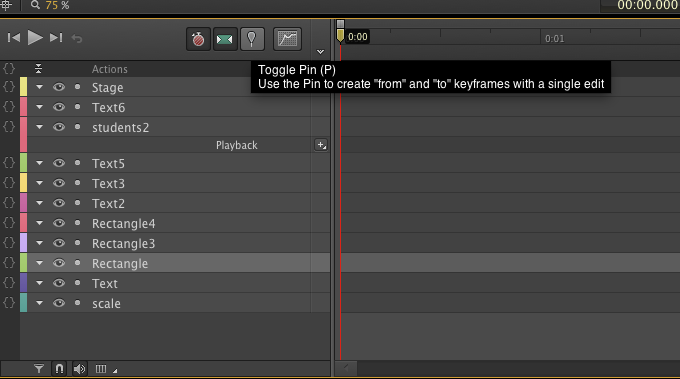 75 %
00:00.000
0:00
0:01
Toggle Pin (P)
Use the Pin to create "from" and "to" keyframes with a single edit
{} Actions
{} Stage
{} Text6
{} students2
Playback
{} Text5
{} Text3
{} Text2
{} Rectangle4
{} Rectangle3
{} Rectangle
{} Text
{} scale